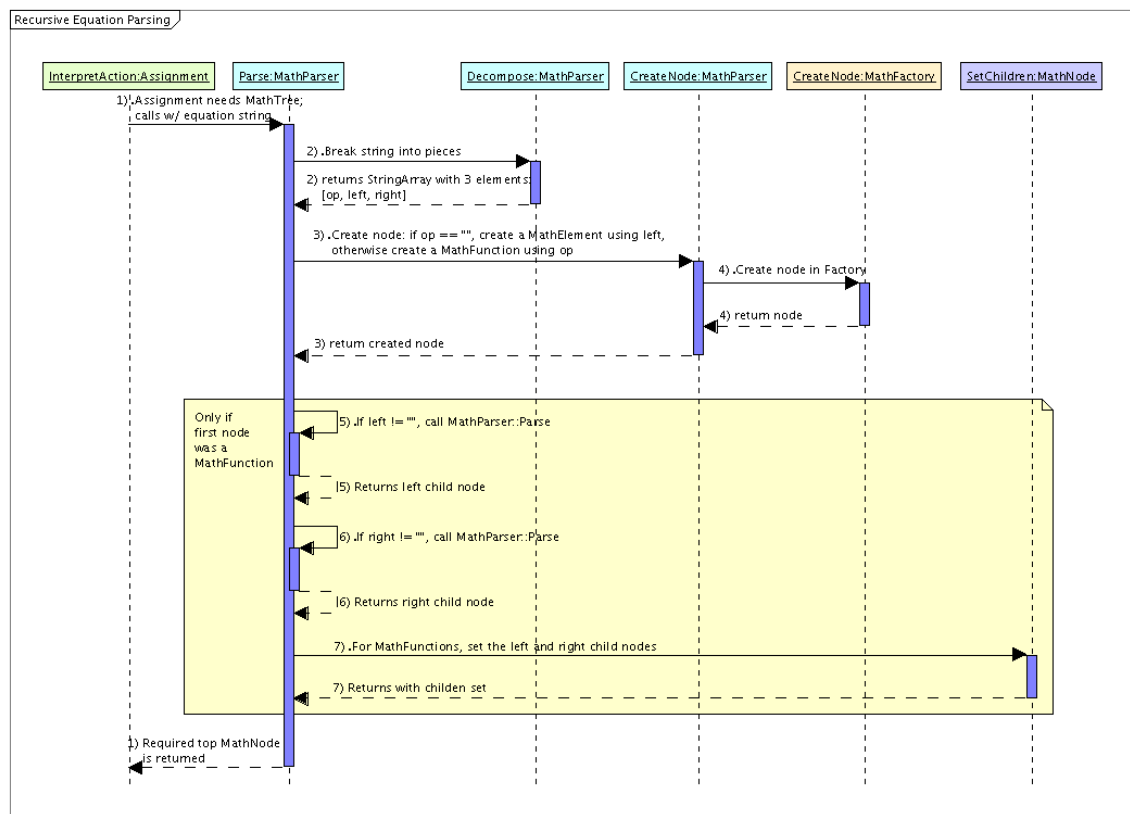 Recursive Equation Parsing
InterpretAction:Assignment
Parse:MathParser
Decompose:MathParser
CreateNode:MathParser
CreateNode:MathFactory
SetChildren:MathNode
1) .Assignment needs MathTree;
calls w/ equation string
2) .Break string into pieces
2) returns StringArray with 3 elements:
[op, left, right]
3) .Create node: if op == "", create a MathElement using left,
otherwise create a MathFunction using op
4) .Create node in Factory
4) return node
3) return created node
Only if
first node
was a
MathFunction
5) .If left != "", call MathParser::Parse
5) Returns left child node
6) .If right != "", call MathParser::Parse
6) Returns right child node
7) .For MathFunctions, set the left and right child nodes
7) Returns with childen set
1) Required top MathNode
is returned